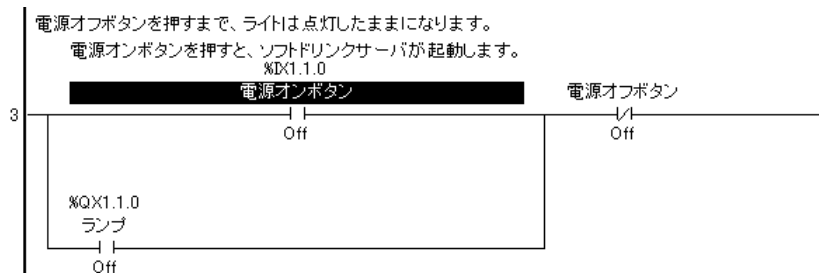 電源オフボタンを押すまで、ライトは点灯したままになります。
電源オンボタンを押すと、ソフトドリンクサーバが起動します。
%IX1.1.0
電源オンボタン
電源オフボタン
3
Off
Off
%QX1.1.0
ランプ
Off